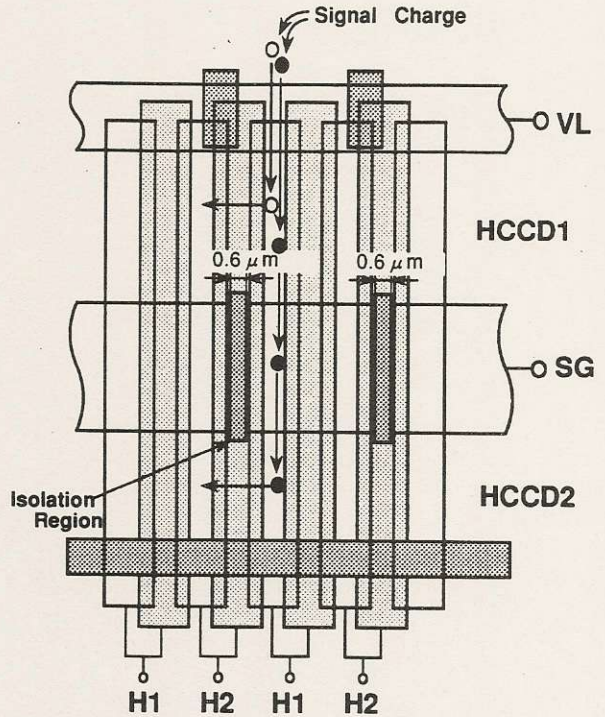 Signal Charge
VL
HCCD1
0.6 μm
0.6 μm
SG
Isolation
Region
HCCD2
H1
H2
H1
H2